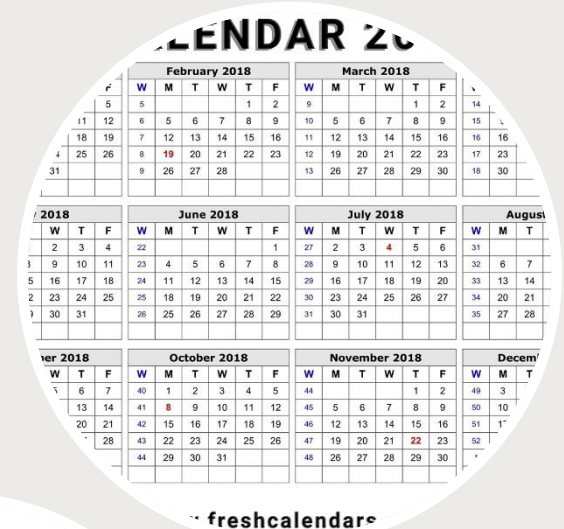 CALENDAR 20
February 2018 March 2018
F W M T W T F W M T W T F
5 5 1 2 9 1 2 14
11 12 6 5 6 7 8 9 10 5 6 7 8 9 15
18 19 7 12 13 14 15 16 11 12 13 14 15 16 16 16
25 26 8 19 20 21 22 23 12 19 20 21 22 23 17 23
31 9 26 27 28 13 26 27 28 29 30 18 30
2018 June 2018 July 2018 August
W T F W M T W T F W M T W T F W M T
2 3 4 22 1 27 2 3 4 5 6 31
9 10 11 23 4 5 6 7 8 28 9 10 11 12 13 32 6 7
16 17 18 24 11 12 13 14 15 29 16 17 18 19 20 33 13 14
23 24 25 25 18 19 20 21 22 30 23 24 25 26 27 34 20 21
30 31 26 25 26 27 28 29 31 30 31 35 27 28
er 2018 October 2018 November 2018 Decem
W T F W M T W T F W M T W T F W M T
6 7 40 1 2 3 4 5 44 1 2 49 3
13 14 41 8 9 10 11 12 45 5 6 7 8 9 50 10
20 21 42 15 16 17 18 19 46 12 13 14 15 16 51
28 43 22 23 24 25 26 47 19 20 21 22 23 52
44 29 30 31 48 26 27 28 29 30
freshcalendars